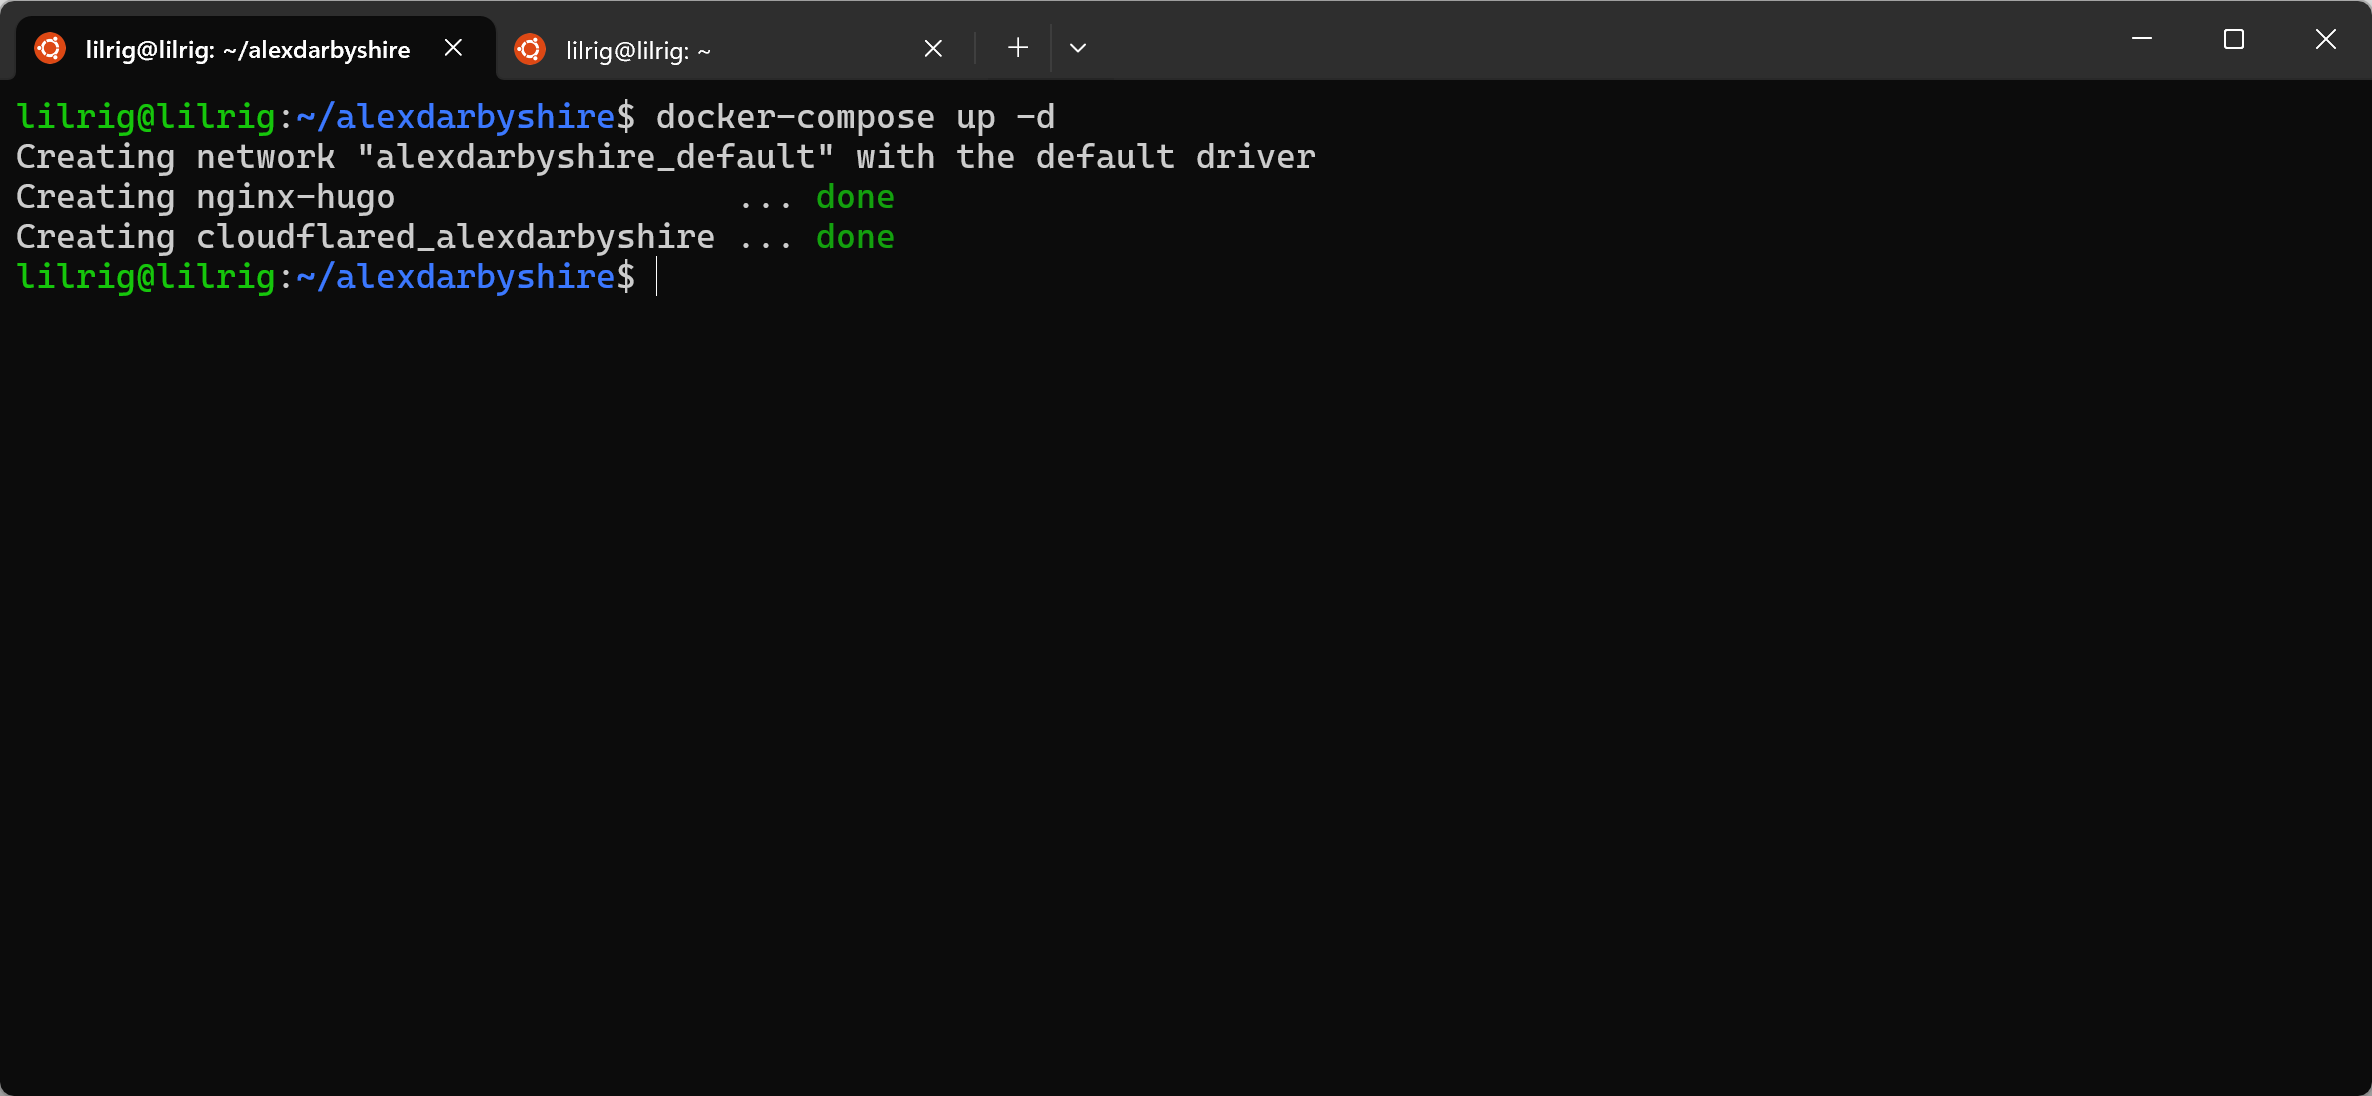 lilrig@lilrig: ~/alexdarbyshire
lilrig@lilrig: ~
lilrig@lilrig:~/alexdarbyshire$ docker-compose up -d
Creating network "alexdarbyshire_default" with the default driver
Creating nginx-hugo                 ... done
Creating cloudflared_alexdarbyshire ... done
lilrig@lilrig:~/alexdarbyshire$